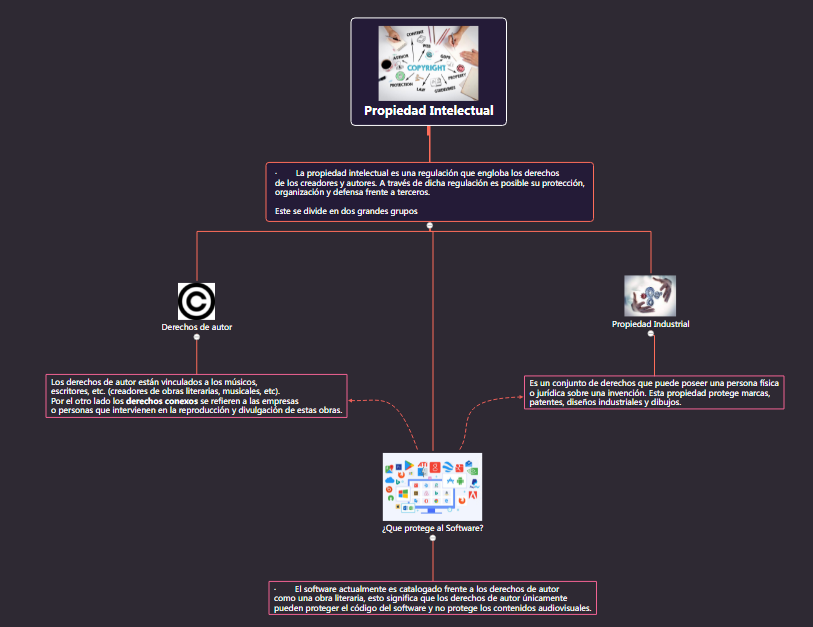 CONTENT
WEB
AUTHOR
COPYRIGHT
PROPERTY
PROTECTION
LAW
GUIDELINES
Propiedad Intelectual
· La propiedad intelectual es una regulación que engloba los derechos
de los creadores y autores. A través de dicha regulación es posible su protección,
organización y defensa frente a terceros.
Este se divide en dos grandes grupos
Derechos de autor
Propiedad Industrial
Los derechos de autor están vinculados a los músicos,
escritores, etc. (creadores de obras literarias, musicales, etc).
Por el otro lado los derechos conexos se refieren a las empresas
o personas que intervienen en la reproducción y divulgación de estas obras.
Es un conjunto de derechos que puede poseer una persona física
o jurídica sobre una invención. Esta propiedad protege marcas,
patentes, diseños industriales y dibujos.
¿Que protege al Software?
· El software actualmente es catalogado frente a los derechos de autor
como una obra literaria, esto significa que los derechos de autor únicamente
pueden proteger el código del software y no protege los contenidos audiovisuales.